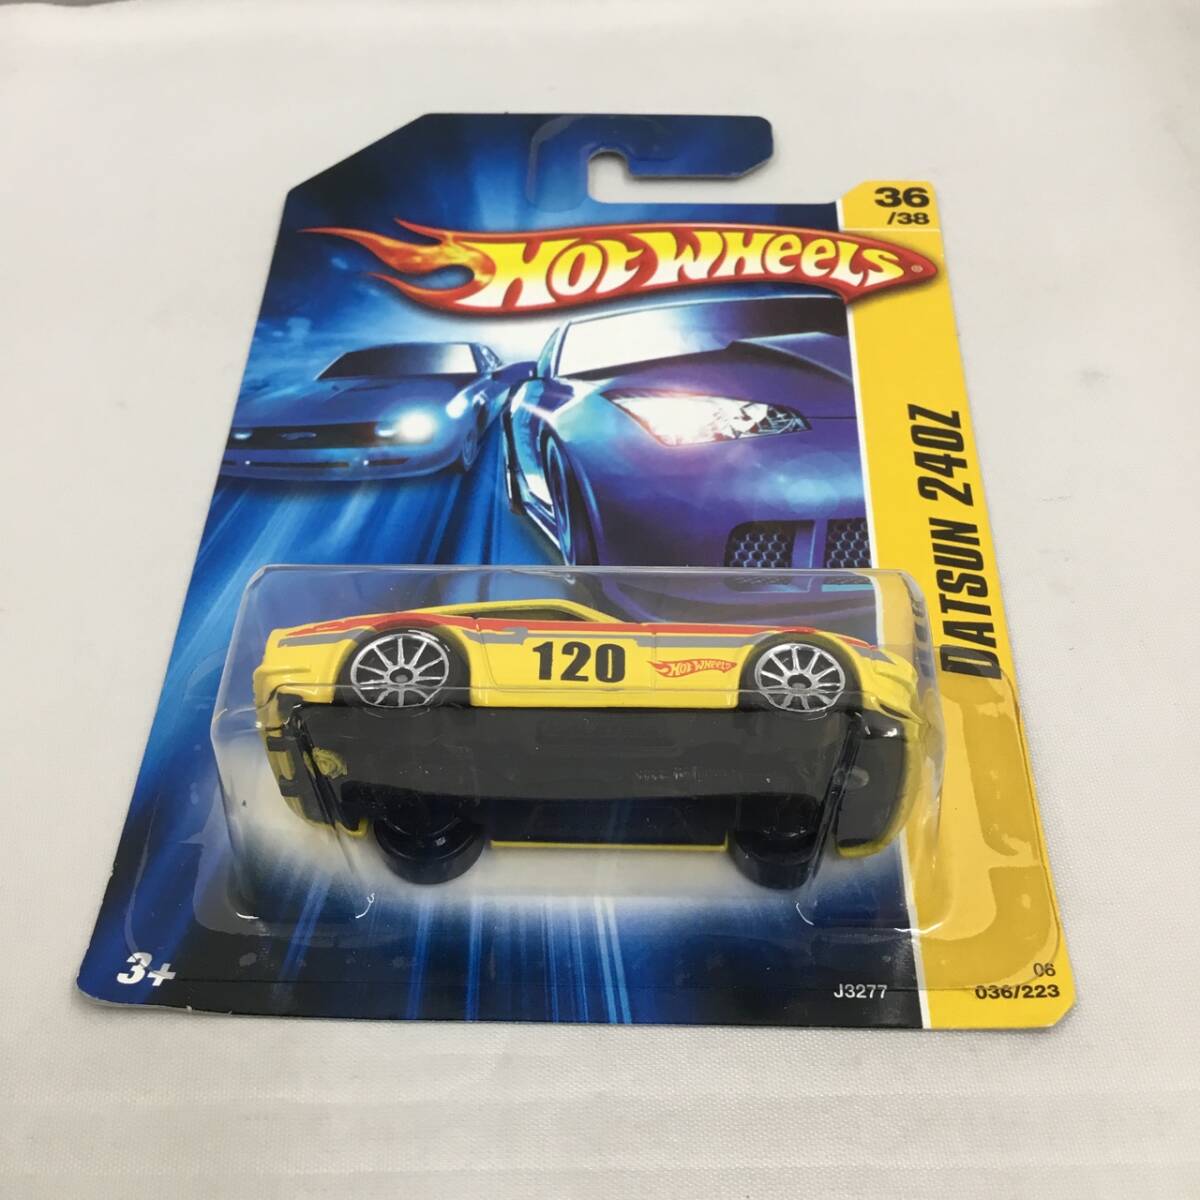 36
/38
HOT WHEELS®
DATSUN 240Z
120
HOT WHEELS
3+
J3277
06
036/223